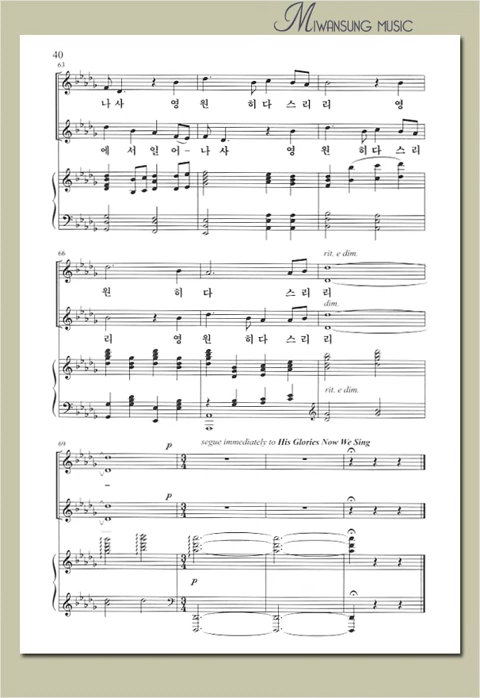 MIWANSUNG MUSIC
40
63
나사 영 원 히다스리리 영
에서일어-나사 영 원 히다스리
66
rit. e dim.
원 히 다 스리리
dim.
리 영 원 히다스리리
rit. e dim.
69
segue immediately to His Glories Now We Sing
p
p
p